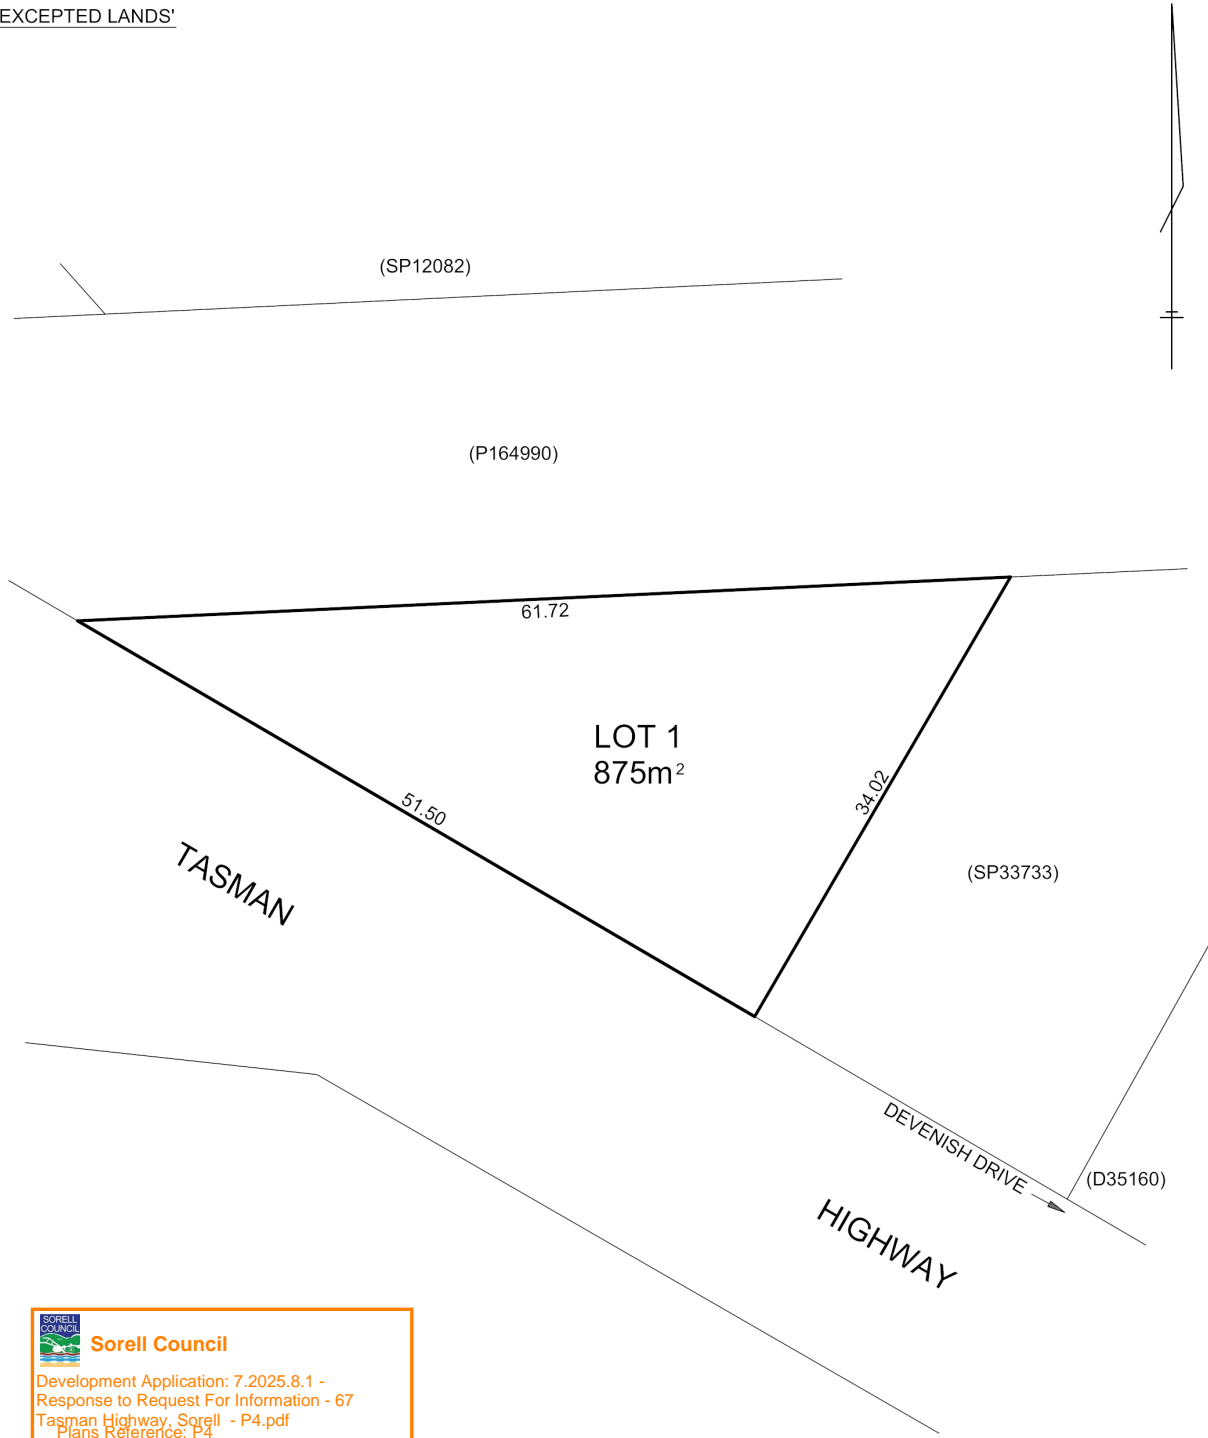 EXCEPTED LANDS'
(SP12082)
(P164990)
61.72
LOT 1
875m²
51.50
34.02
TASMAN
(SP33733)
DEVENISH DRIVE
(D35160)
HIGHWAY
SORELL
COUNCIL
Sorell Council
Development Application: 7.2025.8.1 -
Response to Request For Information - 67
Tasman Highway, Sorell - P4.pdf
Plans Reference: P4